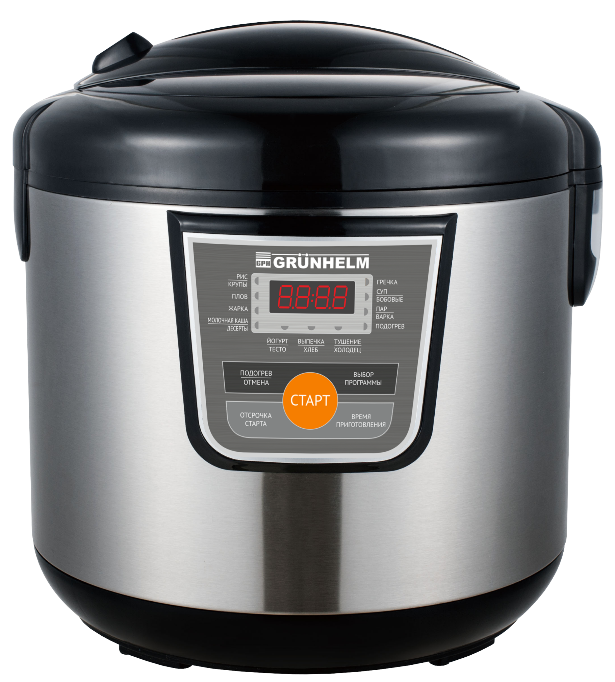 GPH GRÜNHELM
РИС
КРУПЫ
ПЛОВ
ЖАРКА
МОЛОЧНАЯ КАША
ДЕСЕРТЫ
88:88
ГРЕЧКА
СУП
БОБОВЫЕ
ПАР
ВАРКА
ПОДОГРЕВ
ЙОГУРТ
ТЕСТО
ВЫПЕЧКА
ХЛЕБ
ТУШЕНИЕ
ХОЛОДЕЦ
ПОДОГРЕВ
ОТМЕНА
ВЫБОР
ПРОГРАММЫ
СТАРТ
ОТСРОЧКА
СТАРТА
ВРЕМЯ
ПРИГОТОВЛЕНИЯ